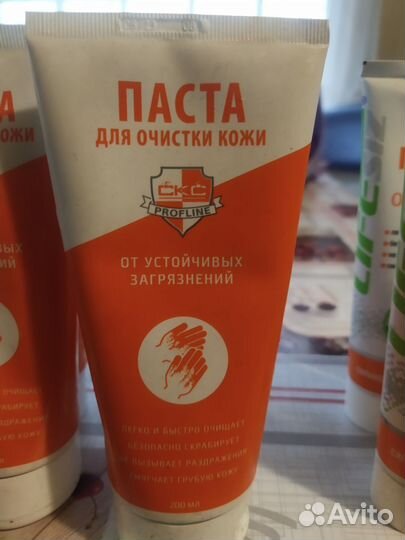 ПАСТА
ДЛЯ ОЧИСТКИ КОЖИ
СКС
PROFLINE
ОТ УСТОЙЧИВЫХ
ЗАГРЯЗНЕНИЙ
ЛЕГКО И БЫСТРО ОЧИЩАЕТ
БЕЗОПАСНО СКРАБИРУЕТ
НЕ ВЫЗЫВАЕТ РАЗДРАЖЕНИЯ
СМЯГЧАЕТ ГРУБУЮ КОЖУ
200 МЛ
LIFE
Avito